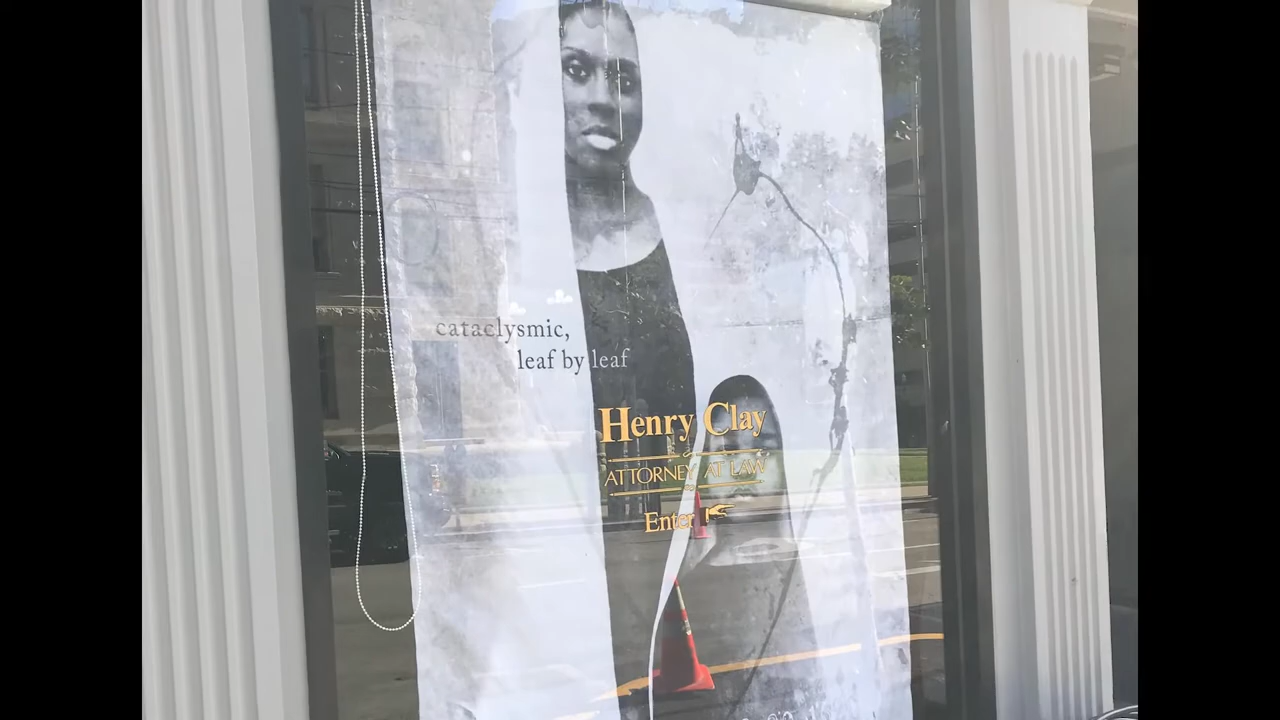 cataclysmic,
leaf by leaf
Henry Clay
ATTORNEY AT LAW
Enter